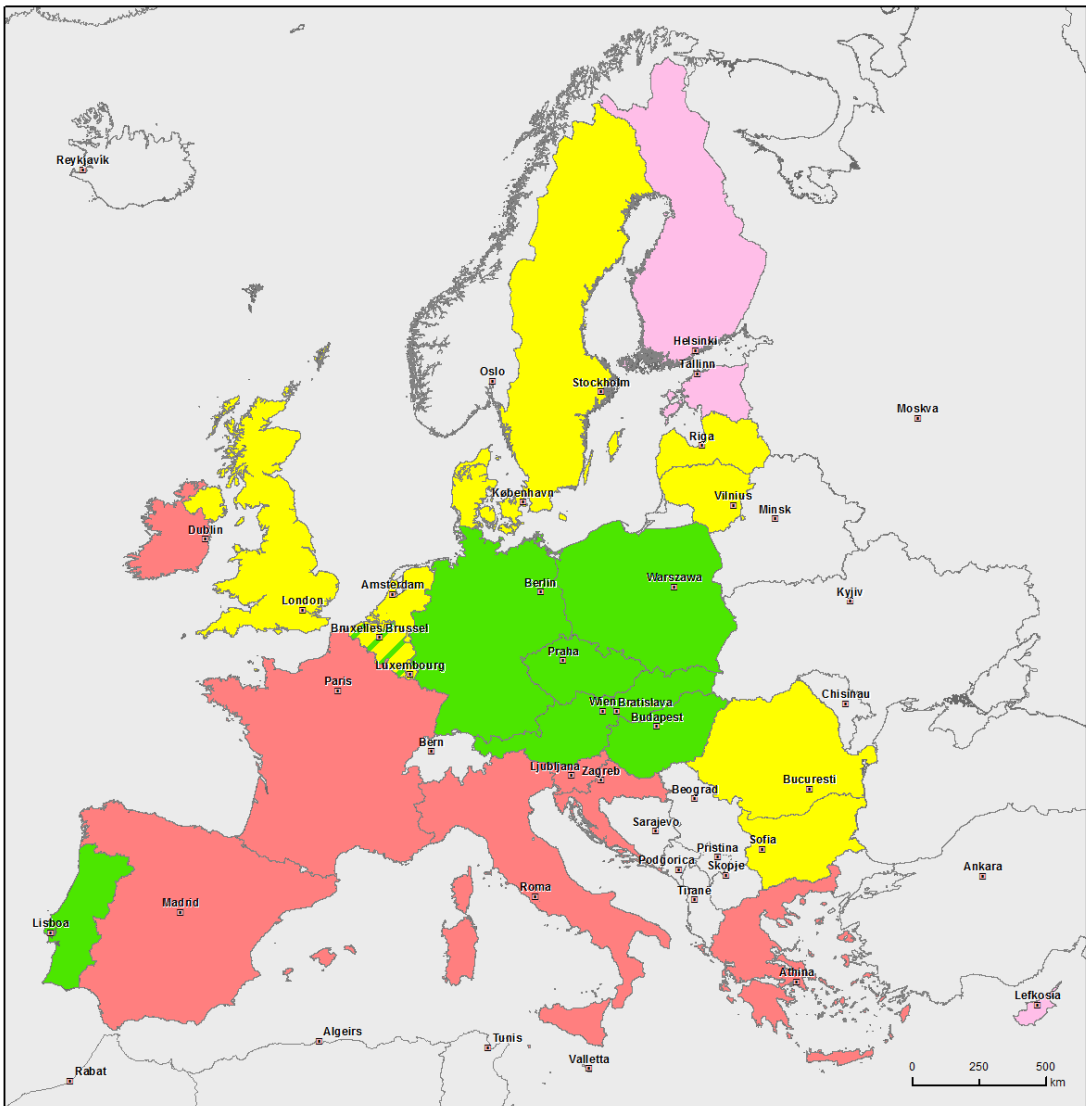 Reykjavík
Helsinki
Tallinn
Oslo
Stockholm
Moskva
Riga
København
Vilnius
Minsk
Dublin
Amsterdam
Berlin
Warszawa
Kyjiv
London
Bruxelles/Brussel
Praha
Luxembourg
Paris
Wien
Bratislava
Chisinau
Budapest
Bern
Ljubljana
Zagreb
Bucuresti
Beograd
Sarajevo
Sofia
Pristina
Podgorica
Skopje
Ankara
Tirane
Roma
Madrid
Lisboa
Athina
Lefkosia
Algeirs
Tunis
Valletta
Rabat
0 250 500
km